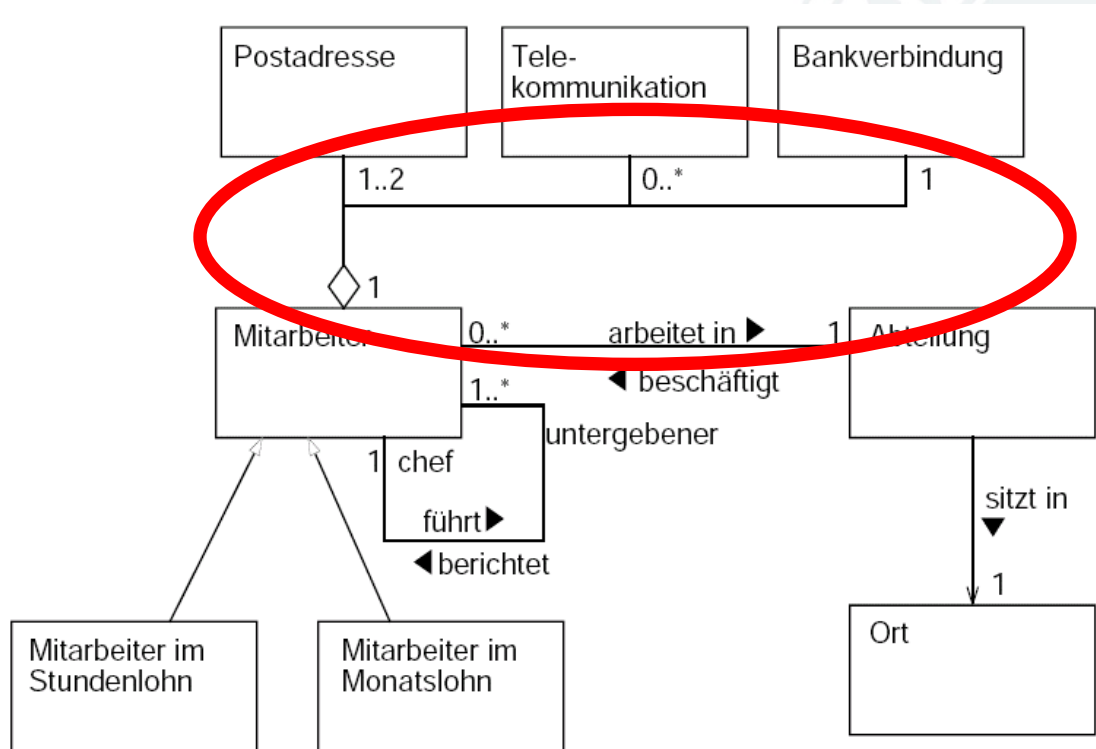 Postadresse
Tele-
kommunikation
Bankverbindung
1..2
0..*
1
1
Mitarbeiter
0..*
arbeitet in
1
Abteilung
beschäftigt
1..*
untergebener
1
chef
führt
berichtet
sitzt in
1
Mitarbeiter im
Stundenlohn
Mitarbeiter im
Monatslohn
Ort